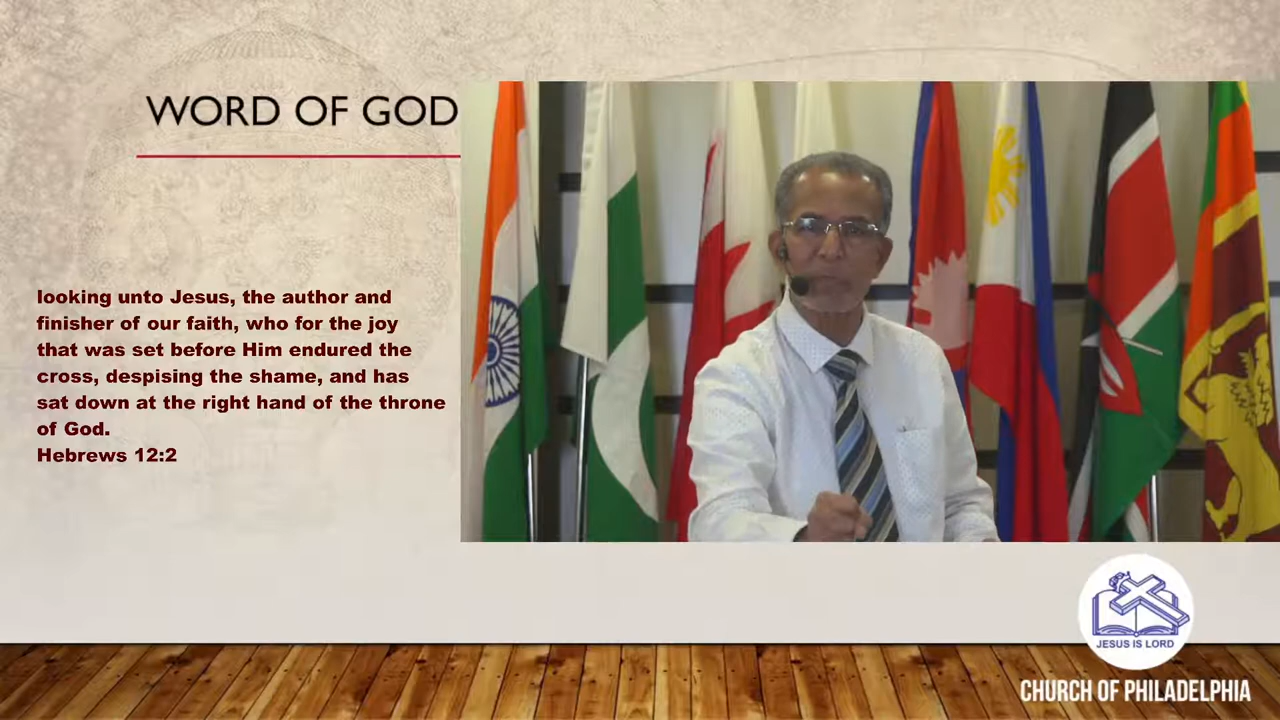 WORD OF GOD
looking unto Jesus, the author and
finisher of our faith, who for the joy
that was set before Him endured the
cross, despising the shame, and has
sat down at the right hand of the throne
of God.
Hebrews 12:2
JESUS IS LORD
CHURCH OF PHILADELPHIA